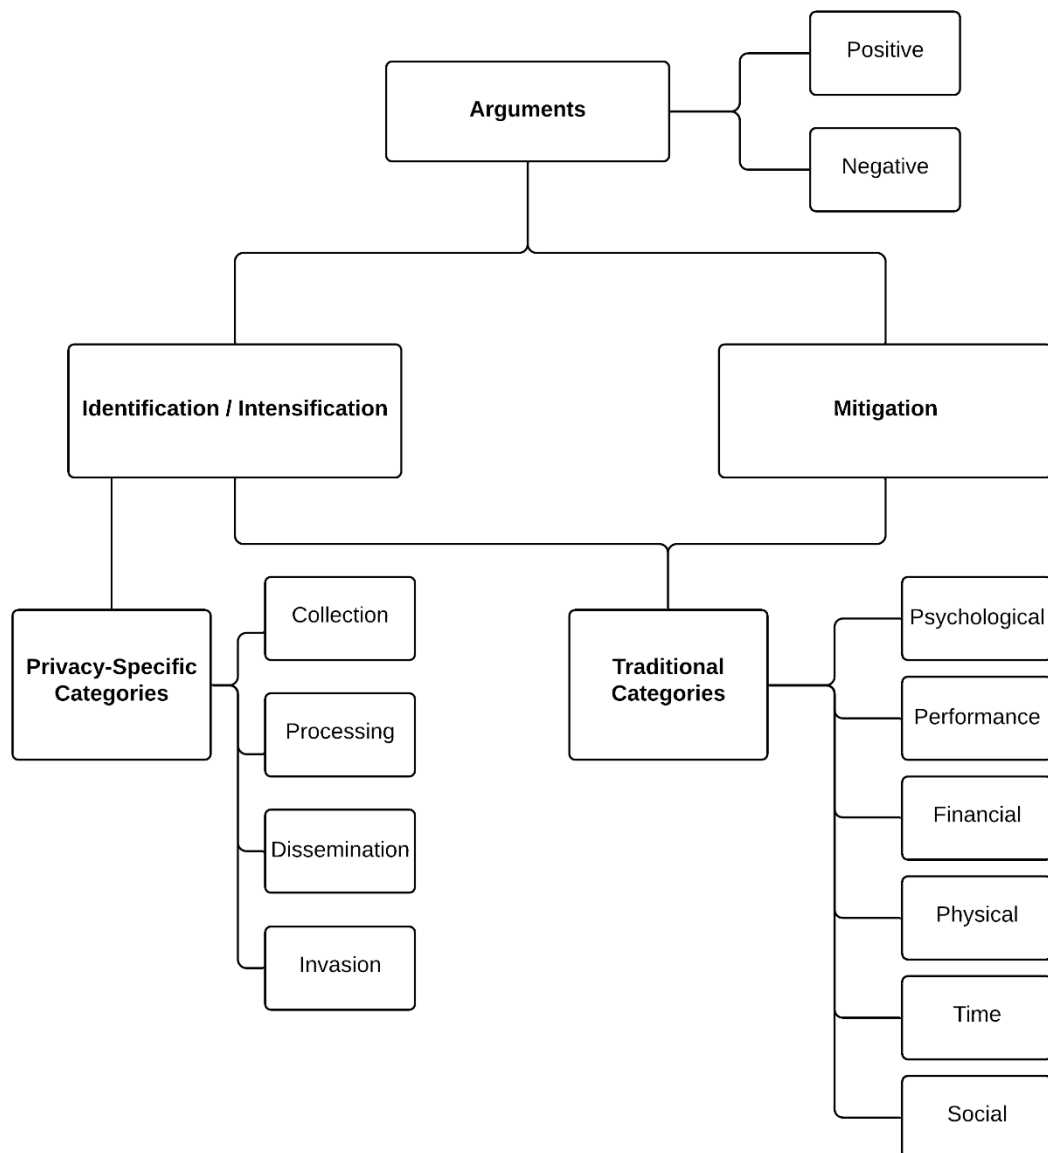 Positive
Arguments
Negative
Identification / Intensification
Mitigation
Privacy-Specific
Categories
Collection
Processing
Dissemination
Invasion
Traditional
Categories
Psychological
Performance
Financial
Physical
Time
Social